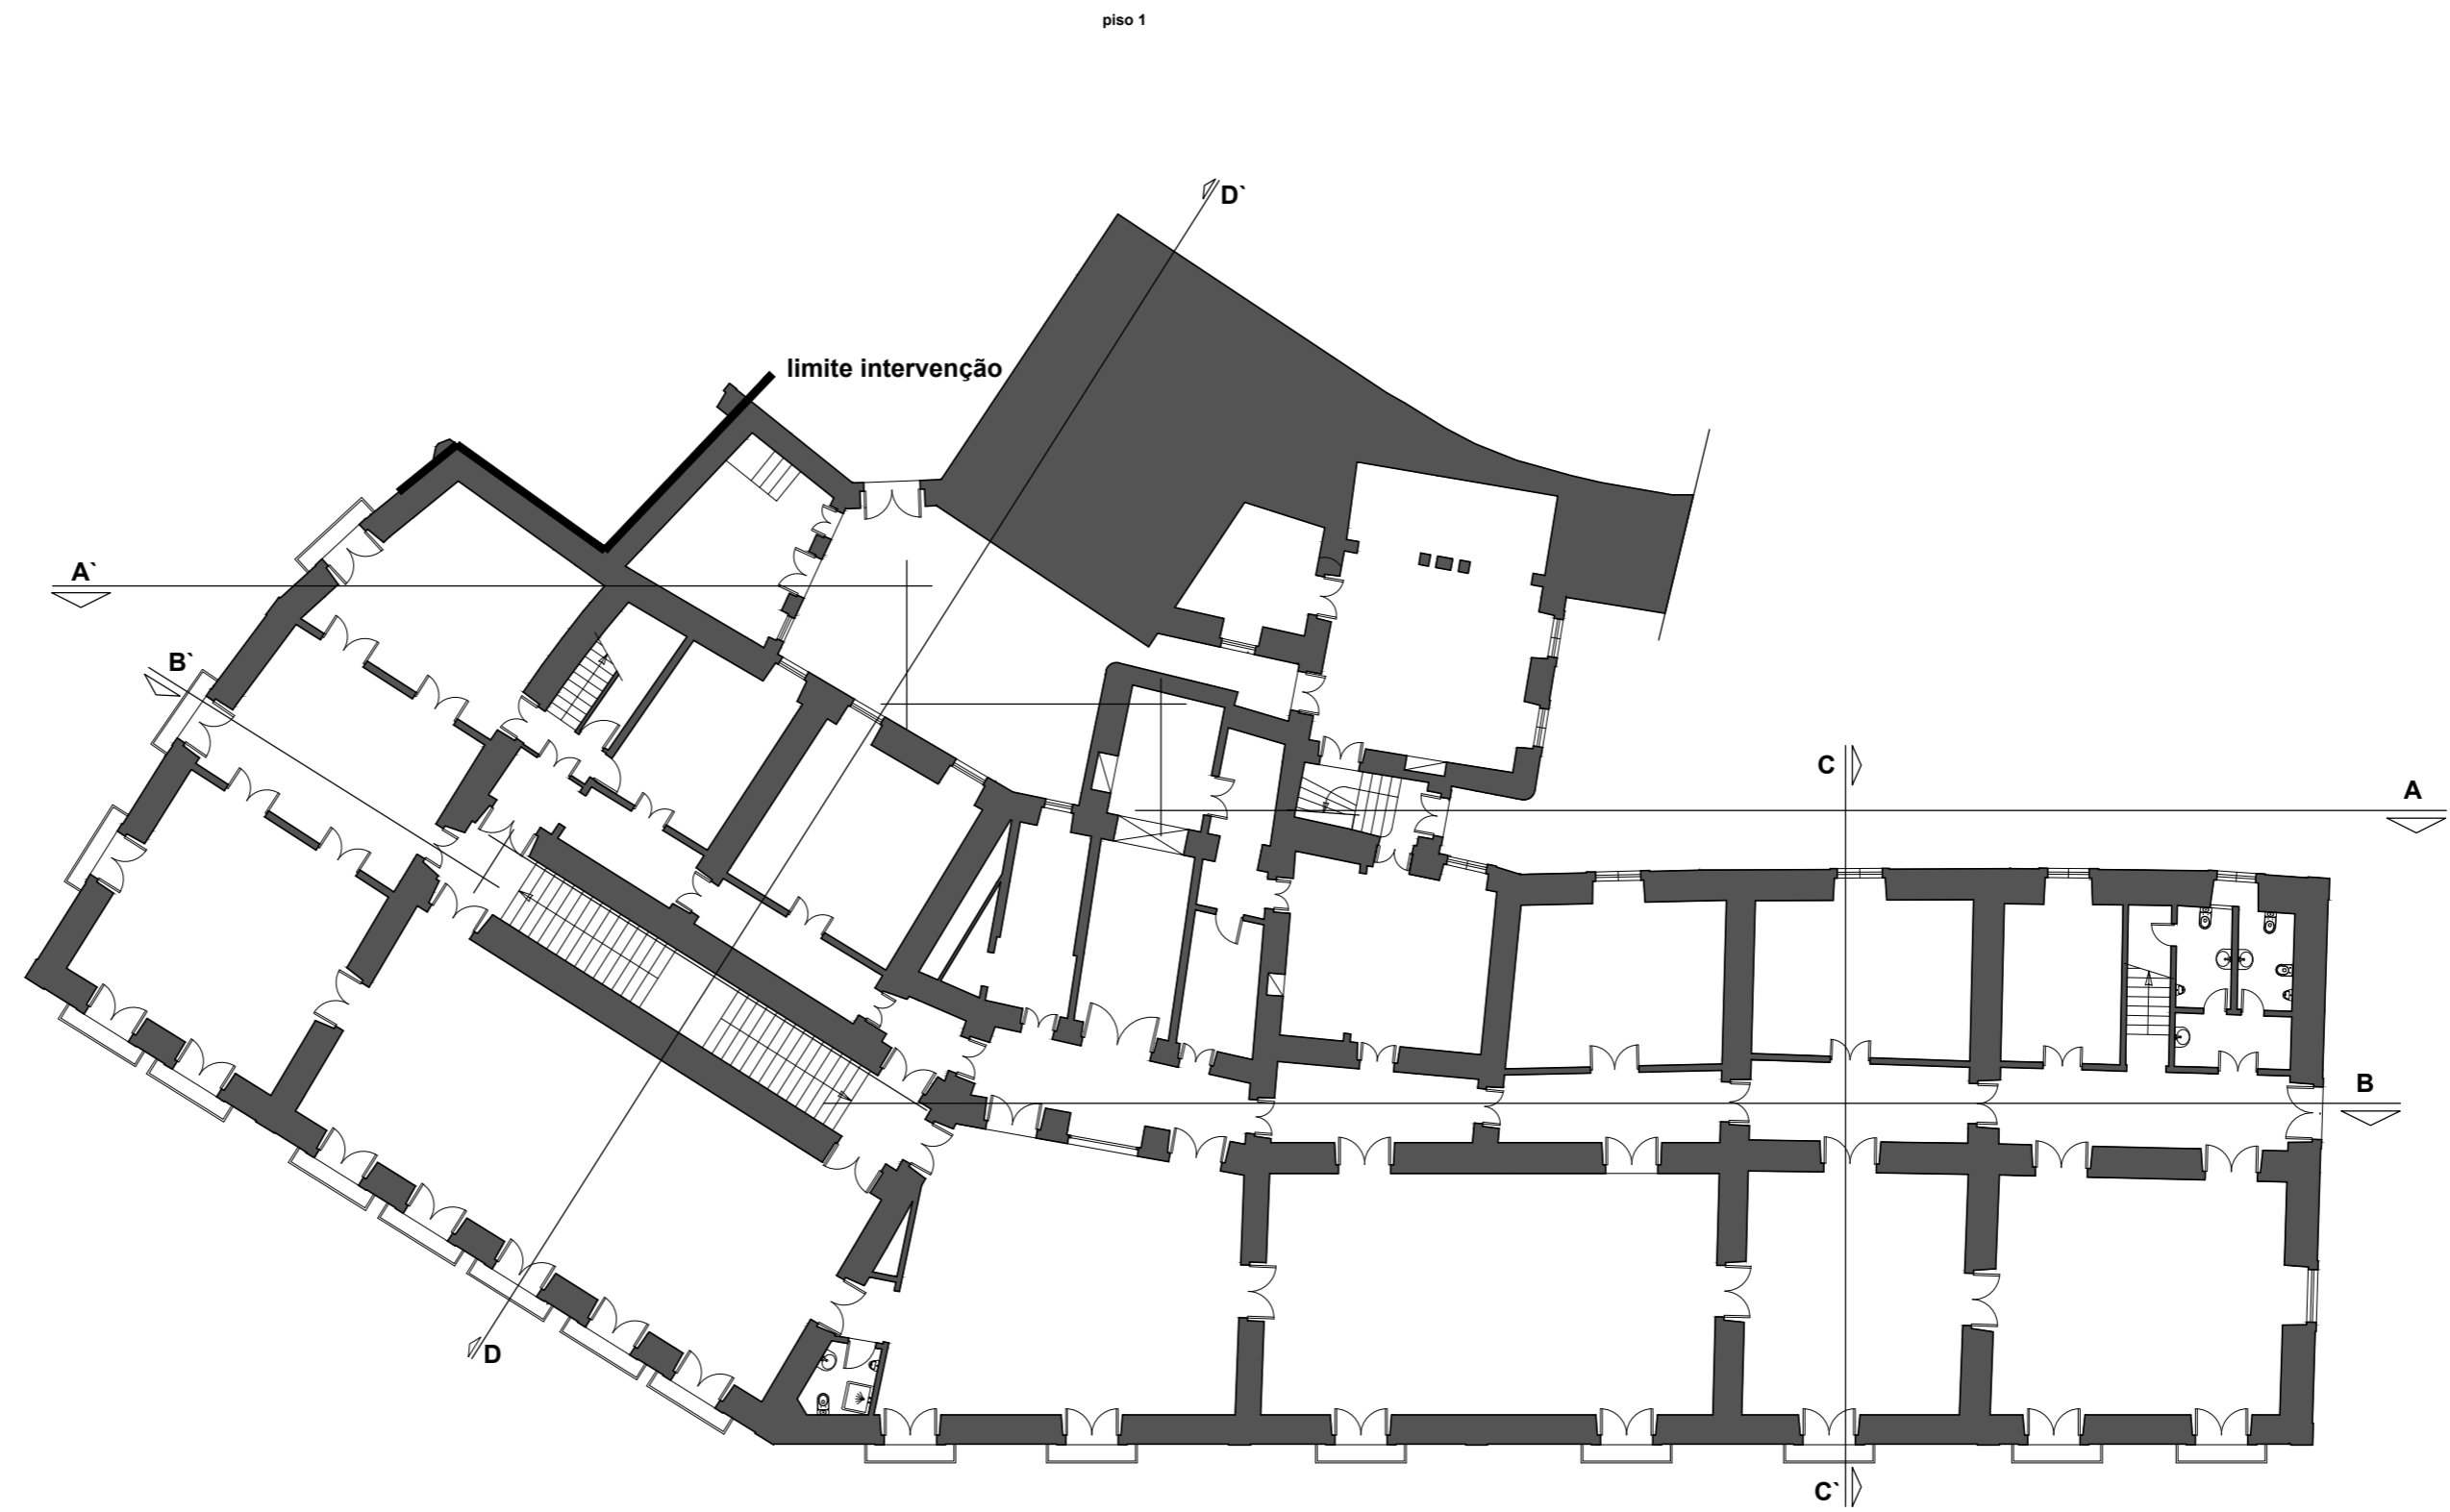 piso 1
D`
limite intervenção
A`
B`
C
A
B
D
C`